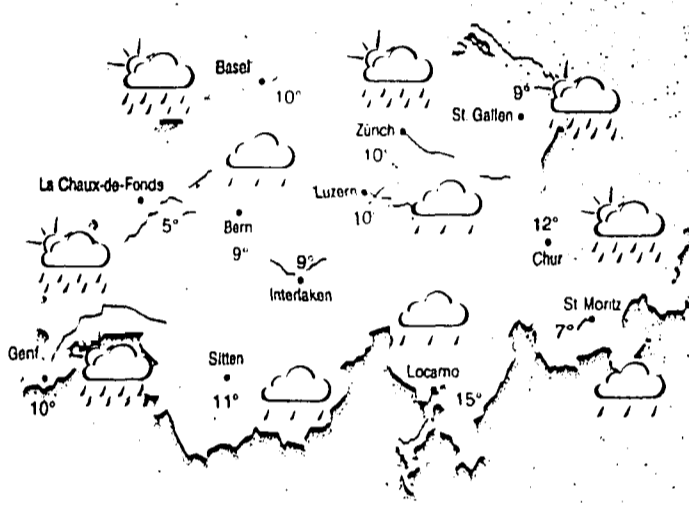 Basel
10°
9°
St. Gallen
Zürich
10°
La Chaux-de-Fonds
5°
Luzern
10°
Bern
9°
12°
Chur
9°
Interlaken
St Moritz
7°
Genf
10°
Sitten
11°
Locarno
15°